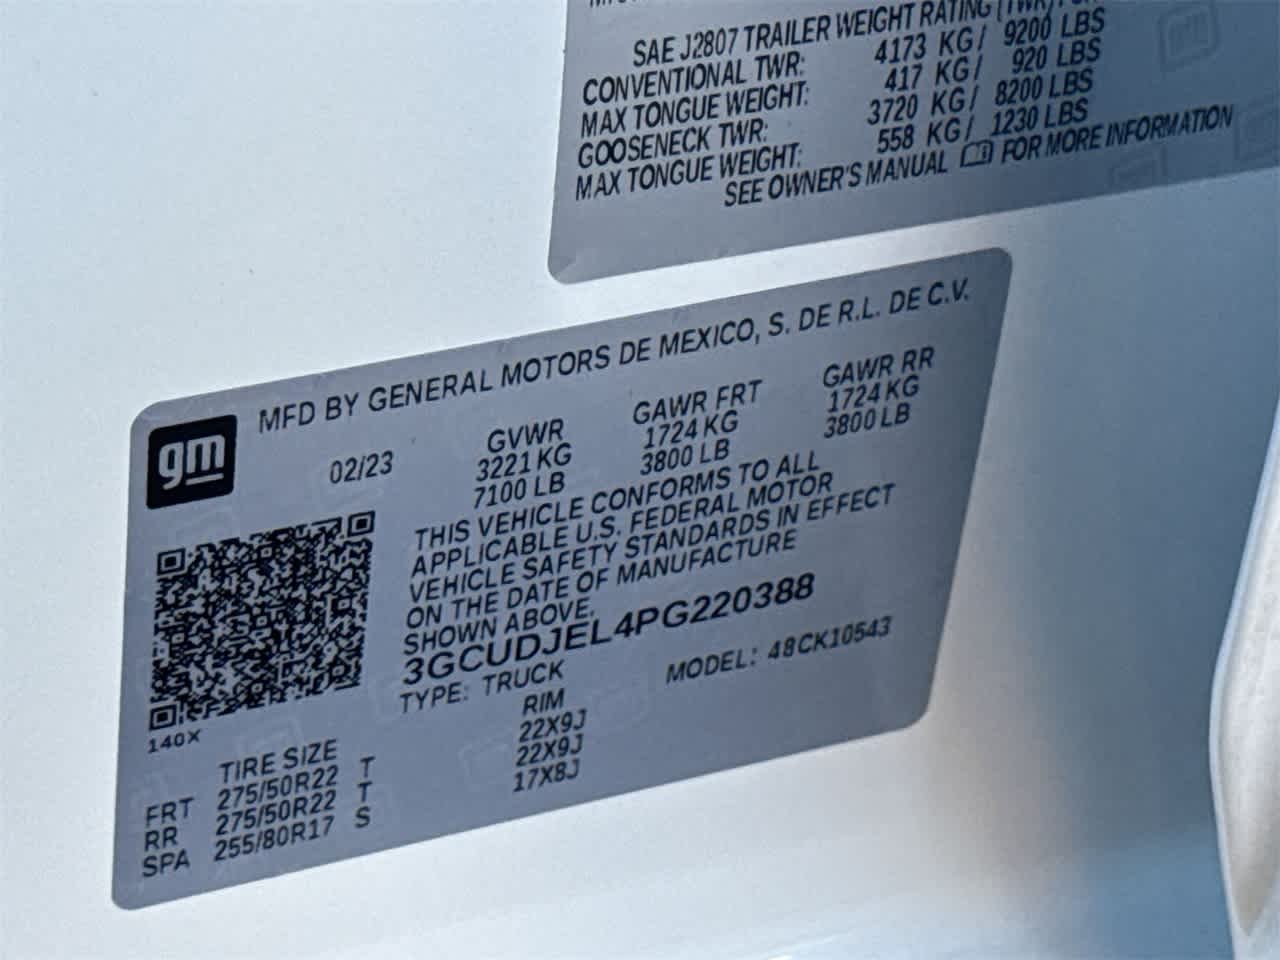 SAE J2807 TRAILER WEIGHT RATING (TWR)
CONVENTIONAL TWR: 4173 KG/ 9200 LBS
MAX TONGUE WEIGHT: 417 KG/ 920 LBS
GOOSENECK TWR: 3720 KG/ 8200 LBS
MAX TONGUE WEIGHT: 558 KG/ 1230 LBS
SEE OWNER'S MANUAL FOR MORE INFORMATION
gm
MFD BY GENERAL MOTORS DE MEXICO, S. DE R.L. DE C.V.
02/23 GVWR GAWR FRT GAWR RR
3221 KG 1724 KG 1724 KG
7100 LB 3800 LB 3800 LB
THIS VEHICLE CONFORMS TO ALL
APPLICABLE U.S. FEDERAL MOTOR
VEHICLE SAFETY STANDARDS IN EFFECT
ON THE DATE OF MANUFACTURE
SHOWN ABOVE.
3GCUDJEL4PG220388
TYPE: TRUCK MODEL: 48CK10543
140X
TIRE SIZE RIM
FRT 275/50R22 T 22X9J
RR 275/50R22 T 22X9J
SPA 255/80R17 S 17X8J